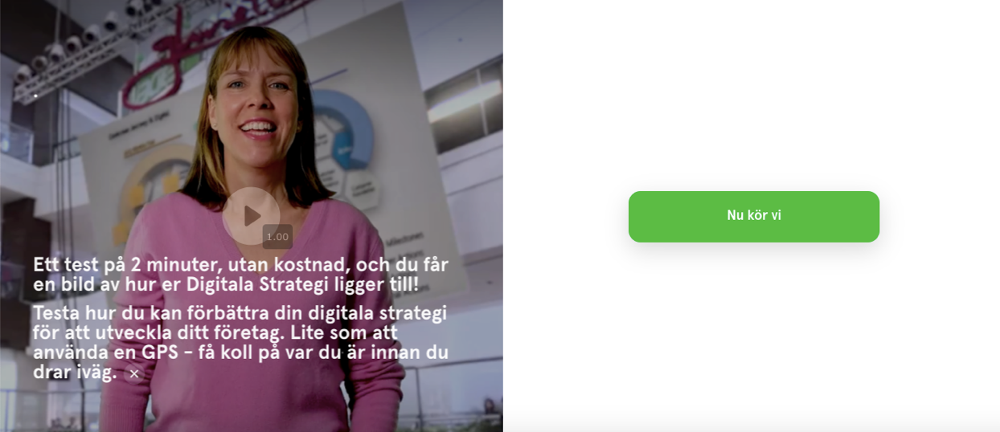 1.00
Ett test på 2 minuter, utan kostnad, och du får
en bild av hur er Digitala Strategi ligger till!
Testa hur du kan förbättra din digitala strategi
för att utveckla ditt företag. Lite som att
använda en GPS - få koll på var du är innan du
drar iväg. ×
Nu kör vi